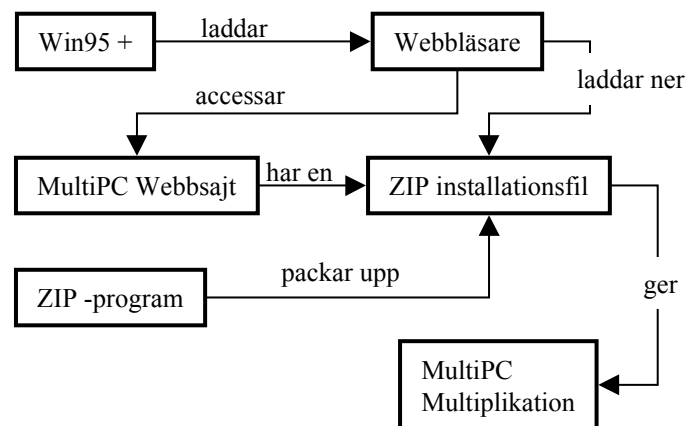 Win95 +
laddar
Webbläsare
laddar ner
accessar
MultiPC Webbsajt
har en
ZIP installationsfil
packar upp
ZIP -program
ger
MultiPC
Multiplikation